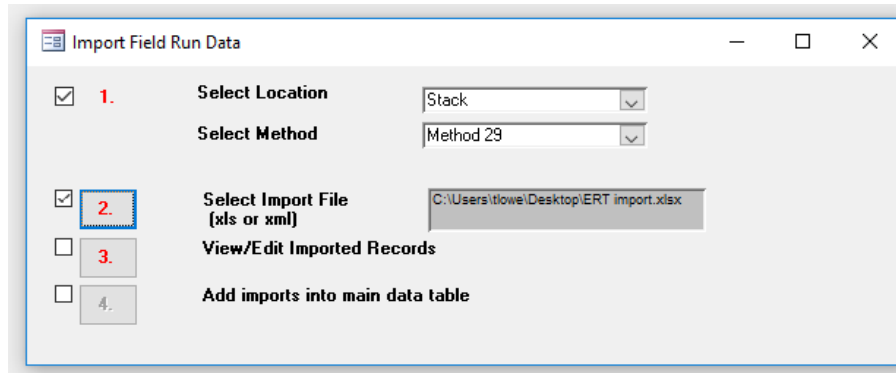 Import Field Run Data
1. Select Location Stack
Select Method Method 29
2. Select Import File C:\Users\tlowe\Desktop\ERT import.xlsx
(xls or xml)
3. View/Edit Imported Records
4. Add imports into main data table